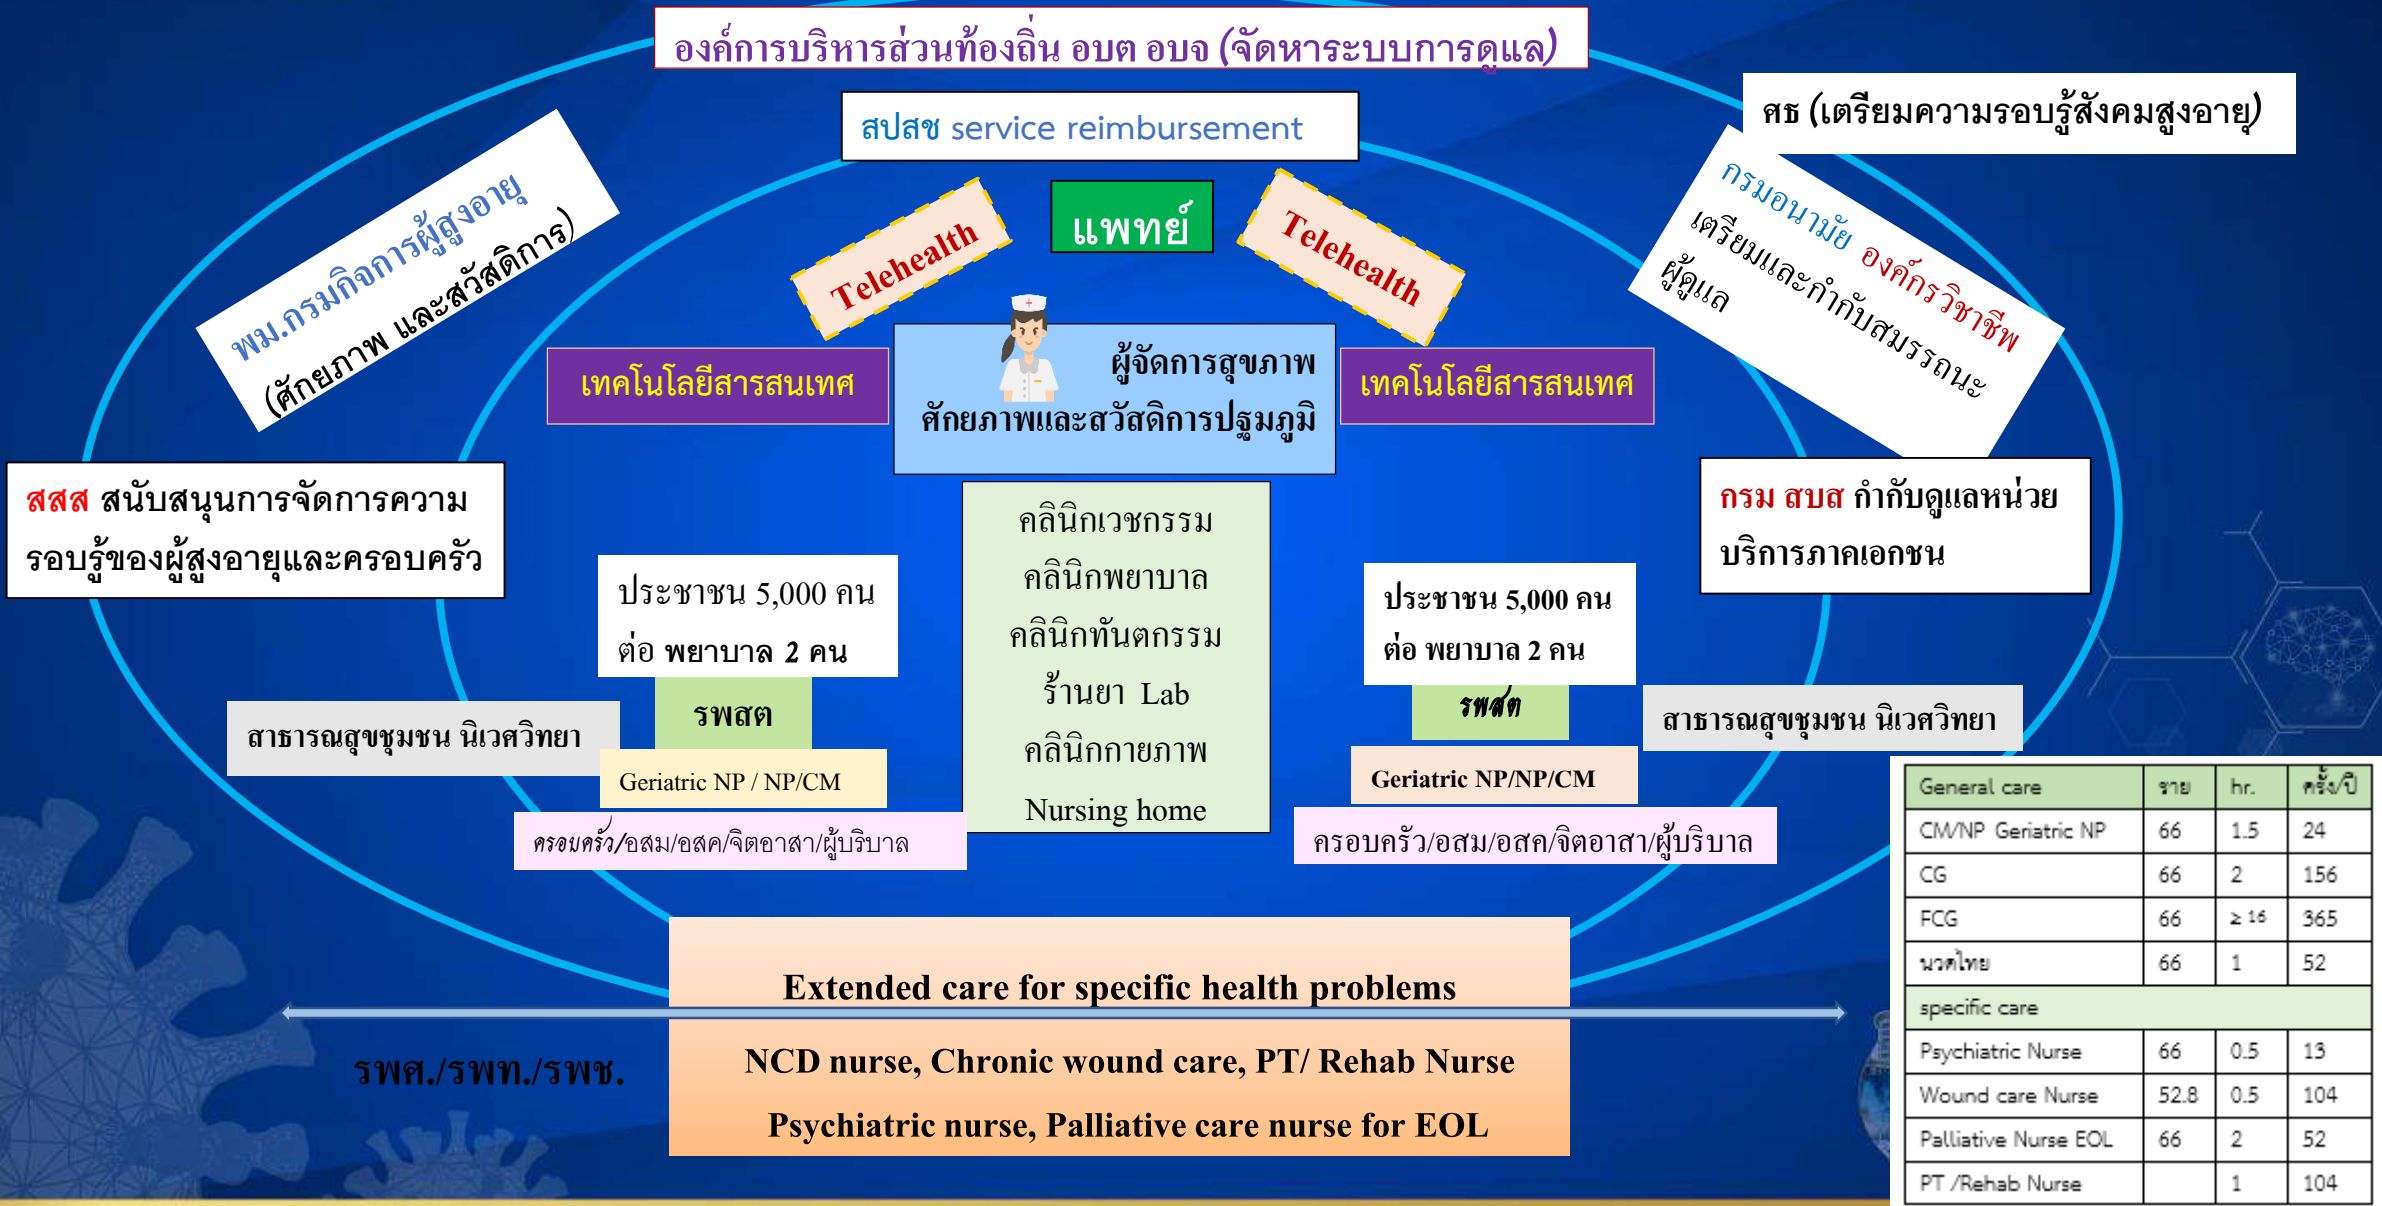 องค์การบริหารส่วนท้องถิ่น อบต อบจ (จัดหาระบบการดูแล)
สปสช service reimbursement
ศธ (เตรียมความรอบรู้สังคมสูงอายุ)
พม.กรมกิจการผู้สูงอายุ
(ศักยภาพ และสวัสดิการ)
Telehealth
แพทย์
Telehealth
กรมอนามัย องค์กรวิชาชีพ
เตรียมและกำกับสมรรถนะ
ผู้ดูแล
เทคโนโลยีสารสนเทศ
ผู้จัดการสุขภาพ
ศักยภาพและสวัสดิการปฐมภูมิ
เทคโนโลยีสารสนเทศ
สสส สนับสนุนการจัดการความ
รอบรู้ของผู้สูงอายุและครอบครัว
กรม สบส กำกับดูแลหน่วย
บริการภาคเอกชน
คลินิกเวชกรรม
คลินิกพยาบาล
คลินิกทันตกรรม
ร้านยา Lab
คลินิกกายภาพ
Nursing home
ประชาชน 5,000 คน
ต่อ พยาบาล 2 คน
รพสต
สาธารณสุขชุมชน นิเวศวิทยา
Geriatric NP / NP/CM
ครอบครัว/อสม/อสค/จิตอาสา/ผู้บริบาล
ประชาชน 5,000 คน
ต่อ พยาบาล 2 คน
รพสต
สาธารณสุขชุมชน นิเวศวิทยา
Geriatric NP/NP/CM
ครอบครัว/อสม/อสค/จิตอาสา/ผู้บริบาล
Extended care for specific health problems
NCD nurse, Chronic wound care, PT/ Rehab Nurse
Psychiatric nurse, Palliative care nurse for EOL
รพศ./รพท./รพช.
General care ราย hr. ครั้ง/ปี
CM/NP Geriatric NP 66 1.5 24
CG 66 2 156
FCG 66 ≥ 16 365
นวดไทย 66 1 52
specific care
Psychiatric Nurse 66 0.5 13
Wound care Nurse 52.8 0.5 104
Palliative Nurse EOL 66 2 52
PT /Rehab Nurse 1 104